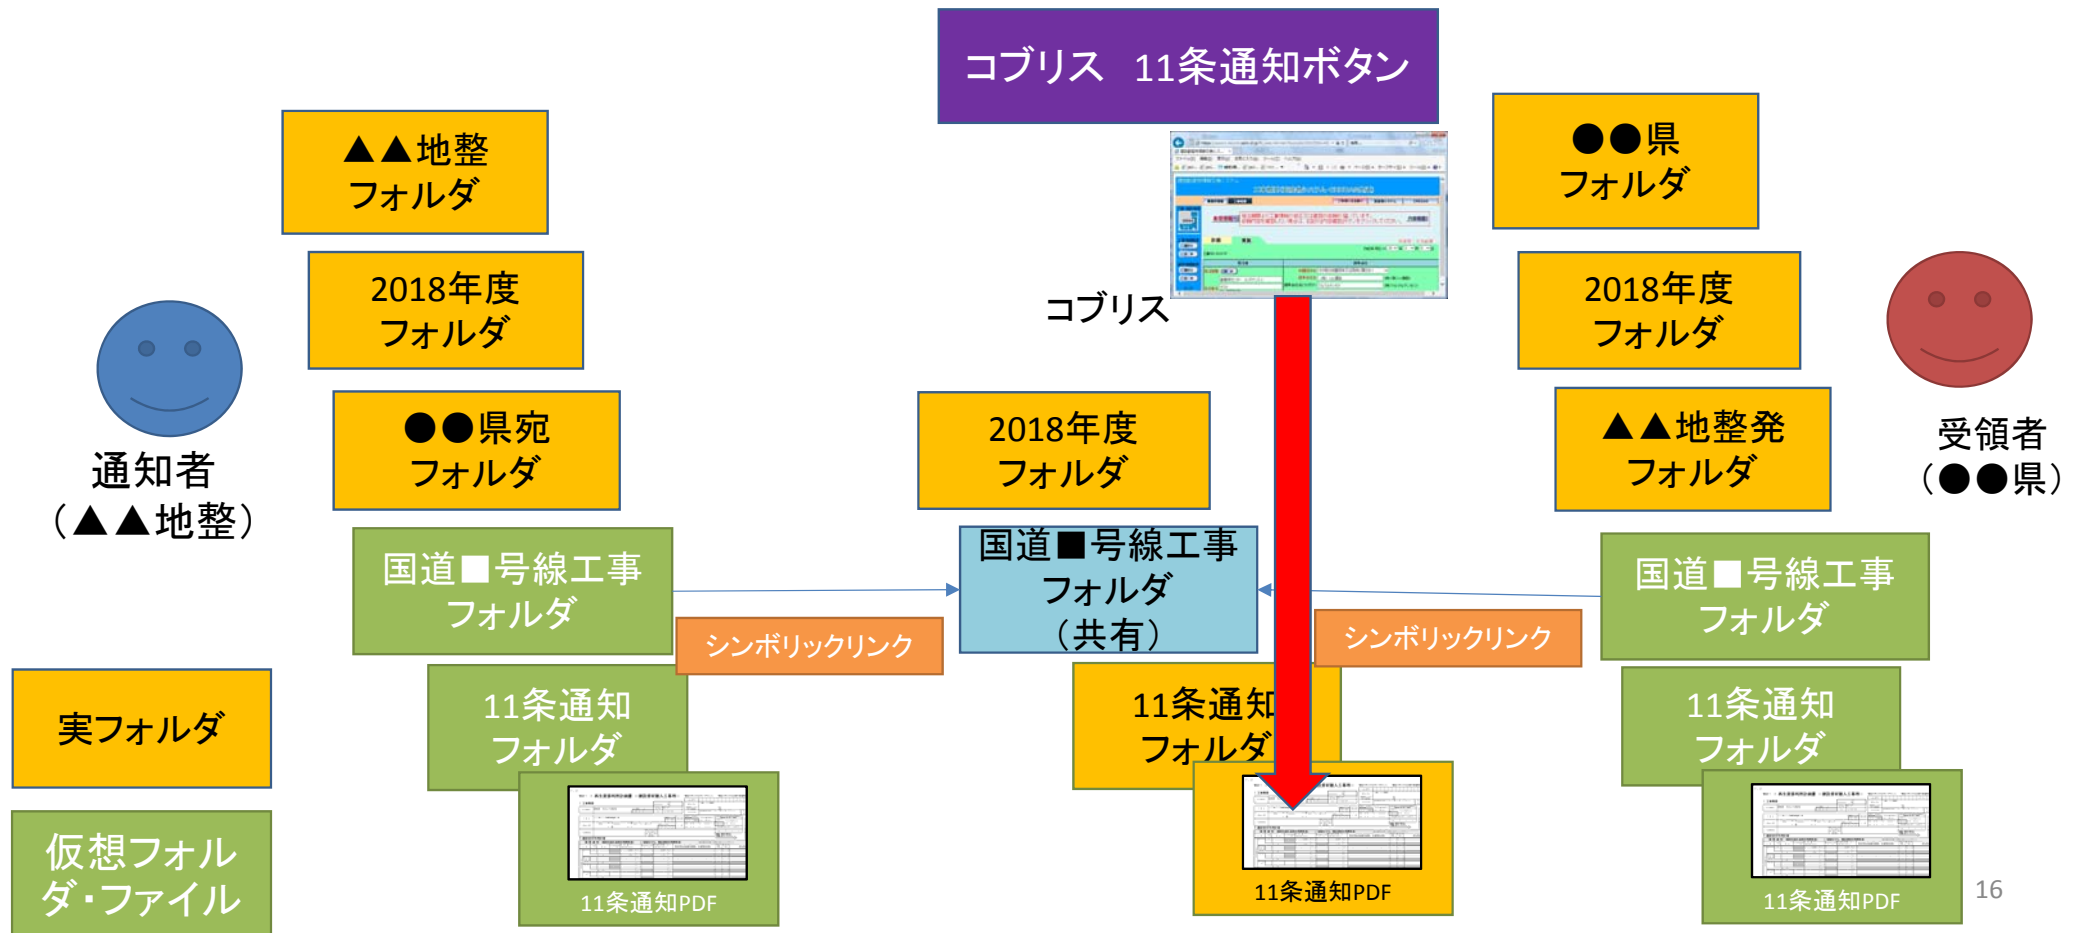 コブリス 11条通知ボタン
▲▲地整
フォルダ
2018年度
フォルダ
●●県宛
フォルダ
通知者
（▲▲地整）
国道■号線工事
フォルダ
シンボリックリンク
11条通知
フォルダ
11条通知PDF
実フォルダ
仮想フォル
ダ・ファイル
コブリス
2018年度
フォルダ
国道■号線工事
フォルダ
（共有）
11条通知
フォルダ
11条通知PDF
シンボリックリンク
●●県
フォルダ
2018年度
フォルダ
▲▲地整発
フォルダ
受領者
（●●県）
国道■号線工事
フォルダ
11条通知
フォルダ
11条通知PDF
16